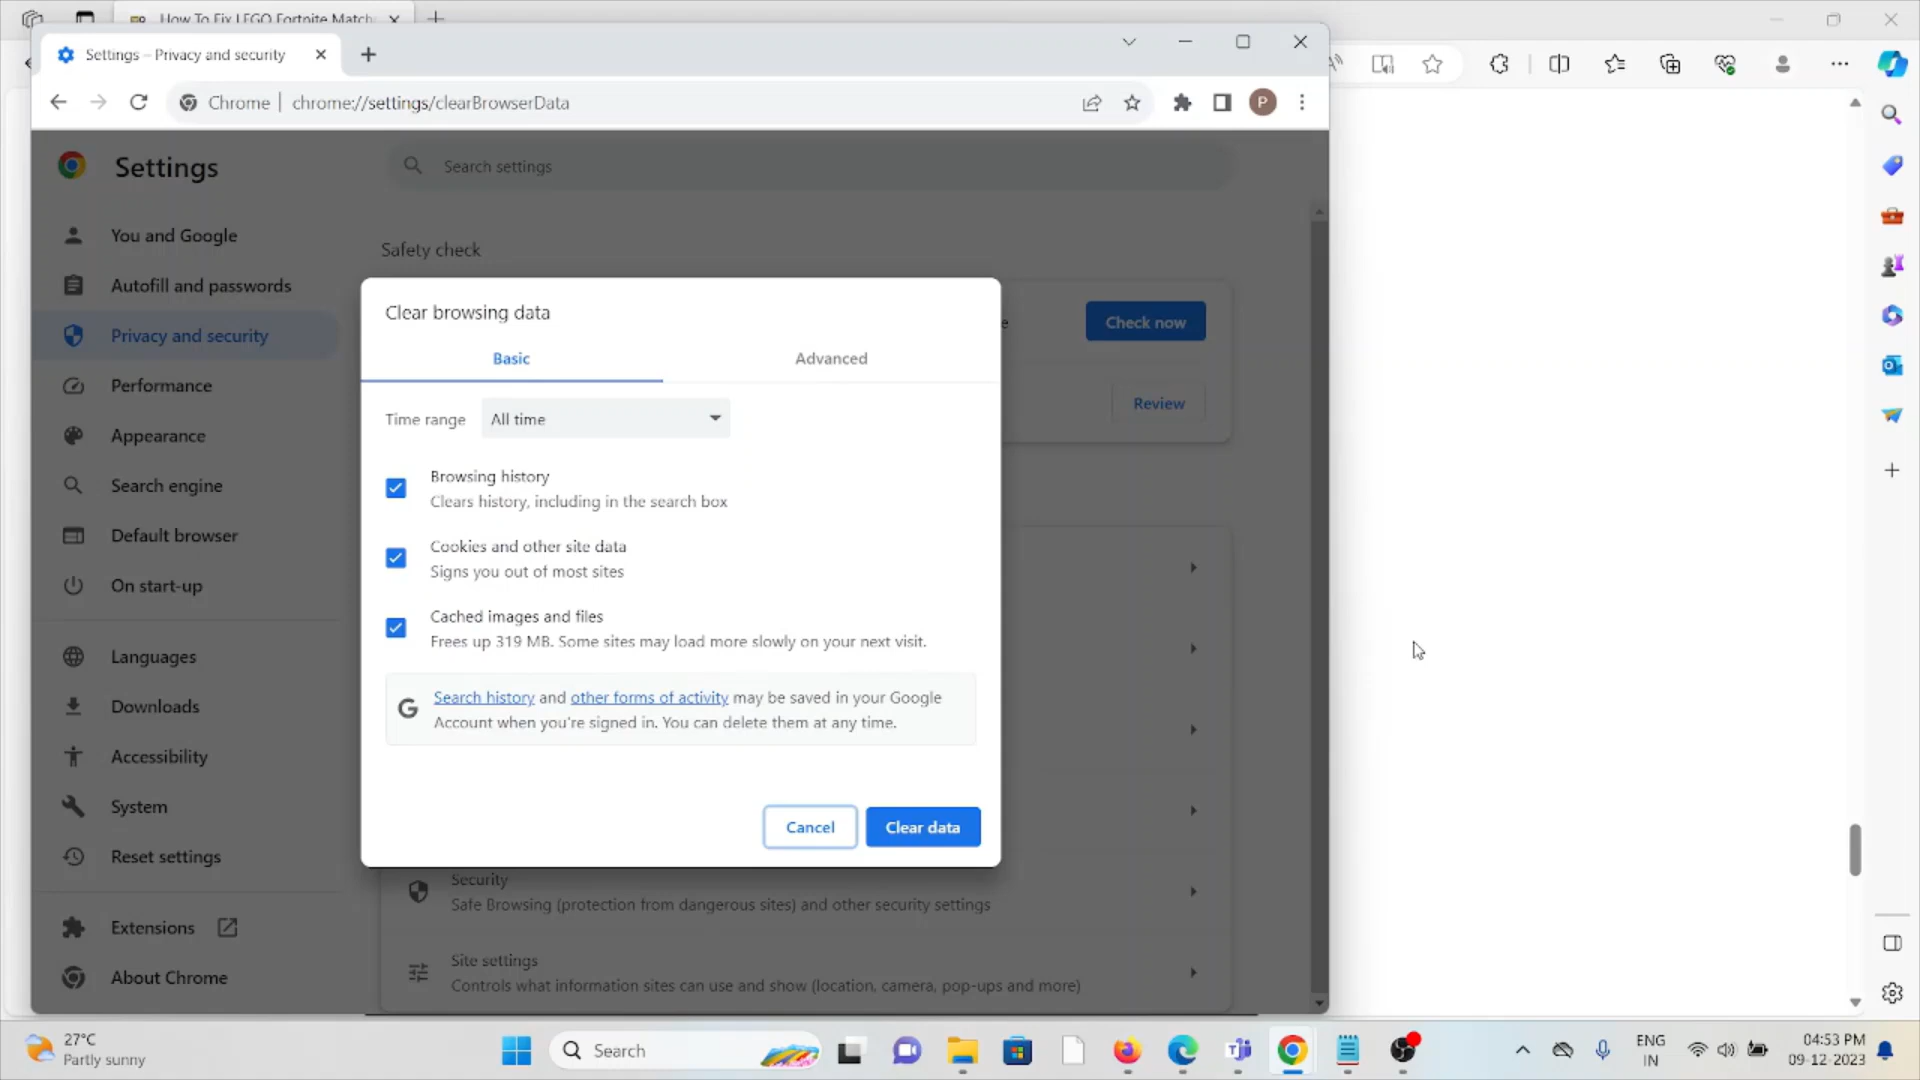 How To Fix LEGO Fortnite Match
Settings – Privacy and security
Chrome | chrome://settings/clearBrowserData
P
Settings
Search settings
You and Google
Autofill and passwords
Privacy and security
Performance
Appearance
Search engine
Default browser
On start-up
Languages
Downloads
Accessibility
System
Reset settings
Extensions
About Chrome
Safety check
e
Check now
Review
Clear browsing data
Basic
Advanced
Time range
All time
Browsing history
Clears history, including in the search box
Cookies and other site data
Signs you out of most sites
Cached images and files
Frees up 319 MB. Some sites may load more slowly on your next visit.
Search history and other forms of activity may be saved in your Google
Account when you're signed in. You can delete them at any time.
Cancel
Clear data
Security
Safe Browsing (protection from dangerous sites) and other security settings
Site settings
Controls what information sites can use and show (location, camera, pop-ups and more)
27°C
Partly sunny
Search
ENG
IN
04:53 PM
09-12-2023